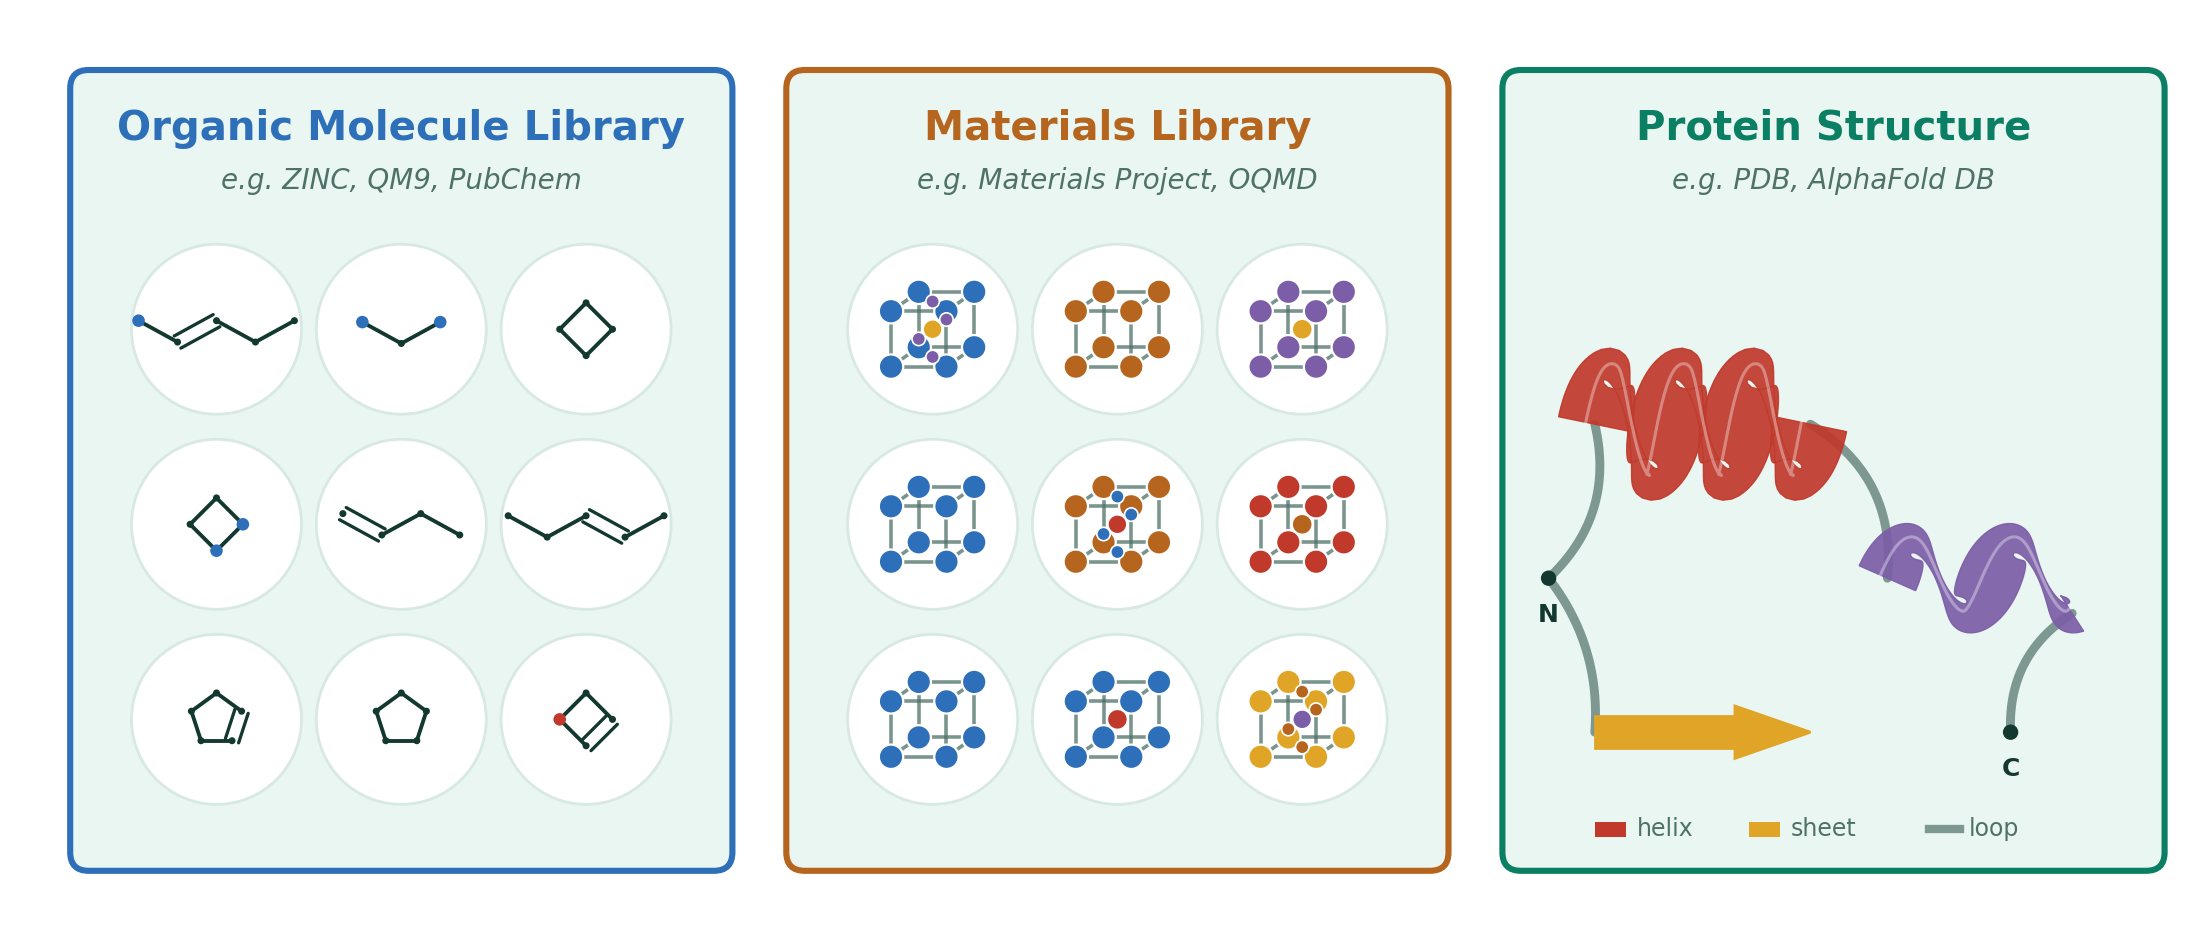 Organic Molecule Library
e.g. ZINC, QM9, PubChem
Materials Library
e.g. Materials Project, OQMD
Protein Structure
e.g. PDB, AlphaFold DB
N
C
helix
sheet
loop